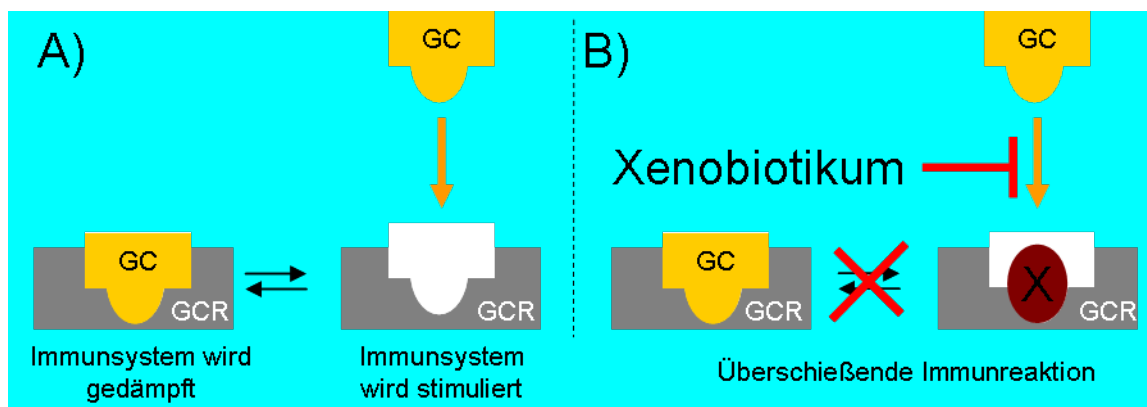 A)
GC
GC
GCR
GCR
Immunsystem wird
gedämpft
Immunsystem
wird stimuliert
B)
GC
Xenobiotikum
GC
GCR
X
GCR
Überschießende Immunreaktion